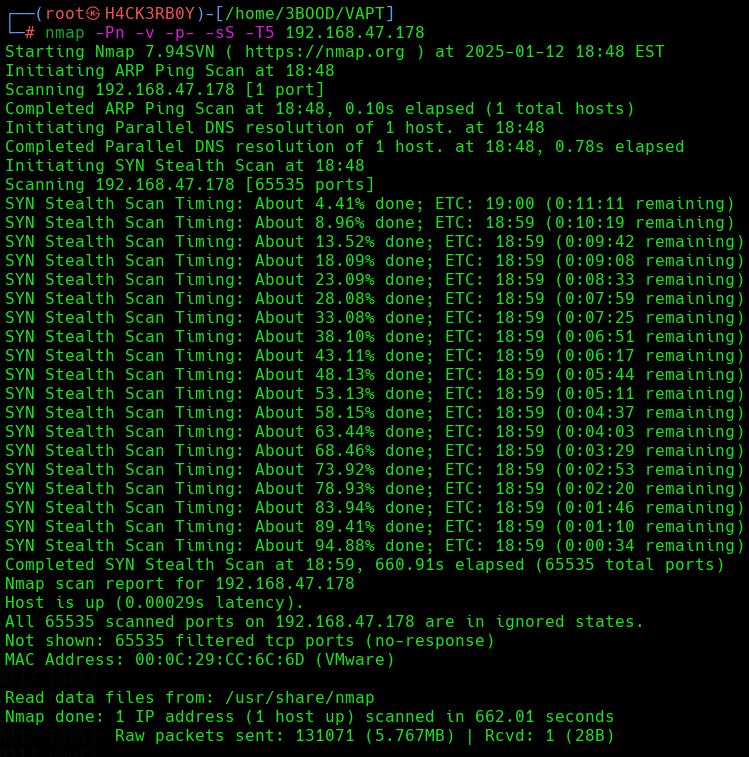 ┌──(root㉿H4CK3RB0Y)-[/home/3BOOD/VAPT]
└─# nmap -Pn -v -p- -sS -T5 192.168.47.178
Starting Nmap 7.94SVN ( https://nmap.org ) at 2025-01-12 18:48 EST
Initiating ARP Ping Scan at 18:48
Scanning 192.168.47.178 [1 port]
Completed ARP Ping Scan at 18:48, 0.10s elapsed (1 total hosts)
Initiating Parallel DNS resolution of 1 host. at 18:48
Completed Parallel DNS resolution of 1 host. at 18:48, 0.78s elapsed
Initiating SYN Stealth Scan at 18:48
Scanning 192.168.47.178 [65535 ports]
SYN Stealth Scan Timing: About 4.41% done; ETC: 19:00 (0:11:11 remaining)
SYN Stealth Scan Timing: About 8.96% done; ETC: 18:59 (0:10:19 remaining)
SYN Stealth Scan Timing: About 13.52% done; ETC: 18:59 (0:09:42 remaining)
SYN Stealth Scan Timing: About 18.09% done; ETC: 18:59 (0:09:08 remaining)
SYN Stealth Scan Timing: About 23.09% done; ETC: 18:59 (0:08:33 remaining)
SYN Stealth Scan Timing: About 28.08% done; ETC: 18:59 (0:07:59 remaining)
SYN Stealth Scan Timing: About 33.08% done; ETC: 18:59 (0:07:25 remaining)
SYN Stealth Scan Timing: About 38.10% done; ETC: 18:59 (0:06:51 remaining)
SYN Stealth Scan Timing: About 43.11% done; ETC: 18:59 (0:06:17 remaining)
SYN Stealth Scan Timing: About 48.13% done; ETC: 18:59 (0:05:44 remaining)
SYN Stealth Scan Timing: About 53.13% done; ETC: 18:59 (0:05:11 remaining)
SYN Stealth Scan Timing: About 58.15% done; ETC: 18:59 (0:04:37 remaining)
SYN Stealth Scan Timing: About 63.44% done; ETC: 18:59 (0:04:03 remaining)
SYN Stealth Scan Timing: About 68.46% done; ETC: 18:59 (0:03:29 remaining)
SYN Stealth Scan Timing: About 73.92% done; ETC: 18:59 (0:02:53 remaining)
SYN Stealth Scan Timing: About 78.93% done; ETC: 18:59 (0:02:20 remaining)
SYN Stealth Scan Timing: About 83.94% done; ETC: 18:59 (0:01:46 remaining)
SYN Stealth Scan Timing: About 89.41% done; ETC: 18:59 (0:01:10 remaining)
SYN Stealth Scan Timing: About 94.88% done; ETC: 18:59 (0:00:34 remaining)
Completed SYN Stealth Scan at 18:59, 660.91s elapsed (65535 total ports)
Nmap scan report for 192.168.47.178
Host is up (0.00029s latency).
All 65535 scanned ports on 192.168.47.178 are in ignored states.
Not shown: 65535 filtered tcp ports (no-response)
MAC Address: 00:0C:29:CC:6C:6D (VMware)
Read data files from: /usr/share/nmap
Nmap done: 1 IP address (1 host up) scanned in 662.01 seconds
Raw packets sent: 131071 (5.767MB) | Rcvd: 1 (28B)